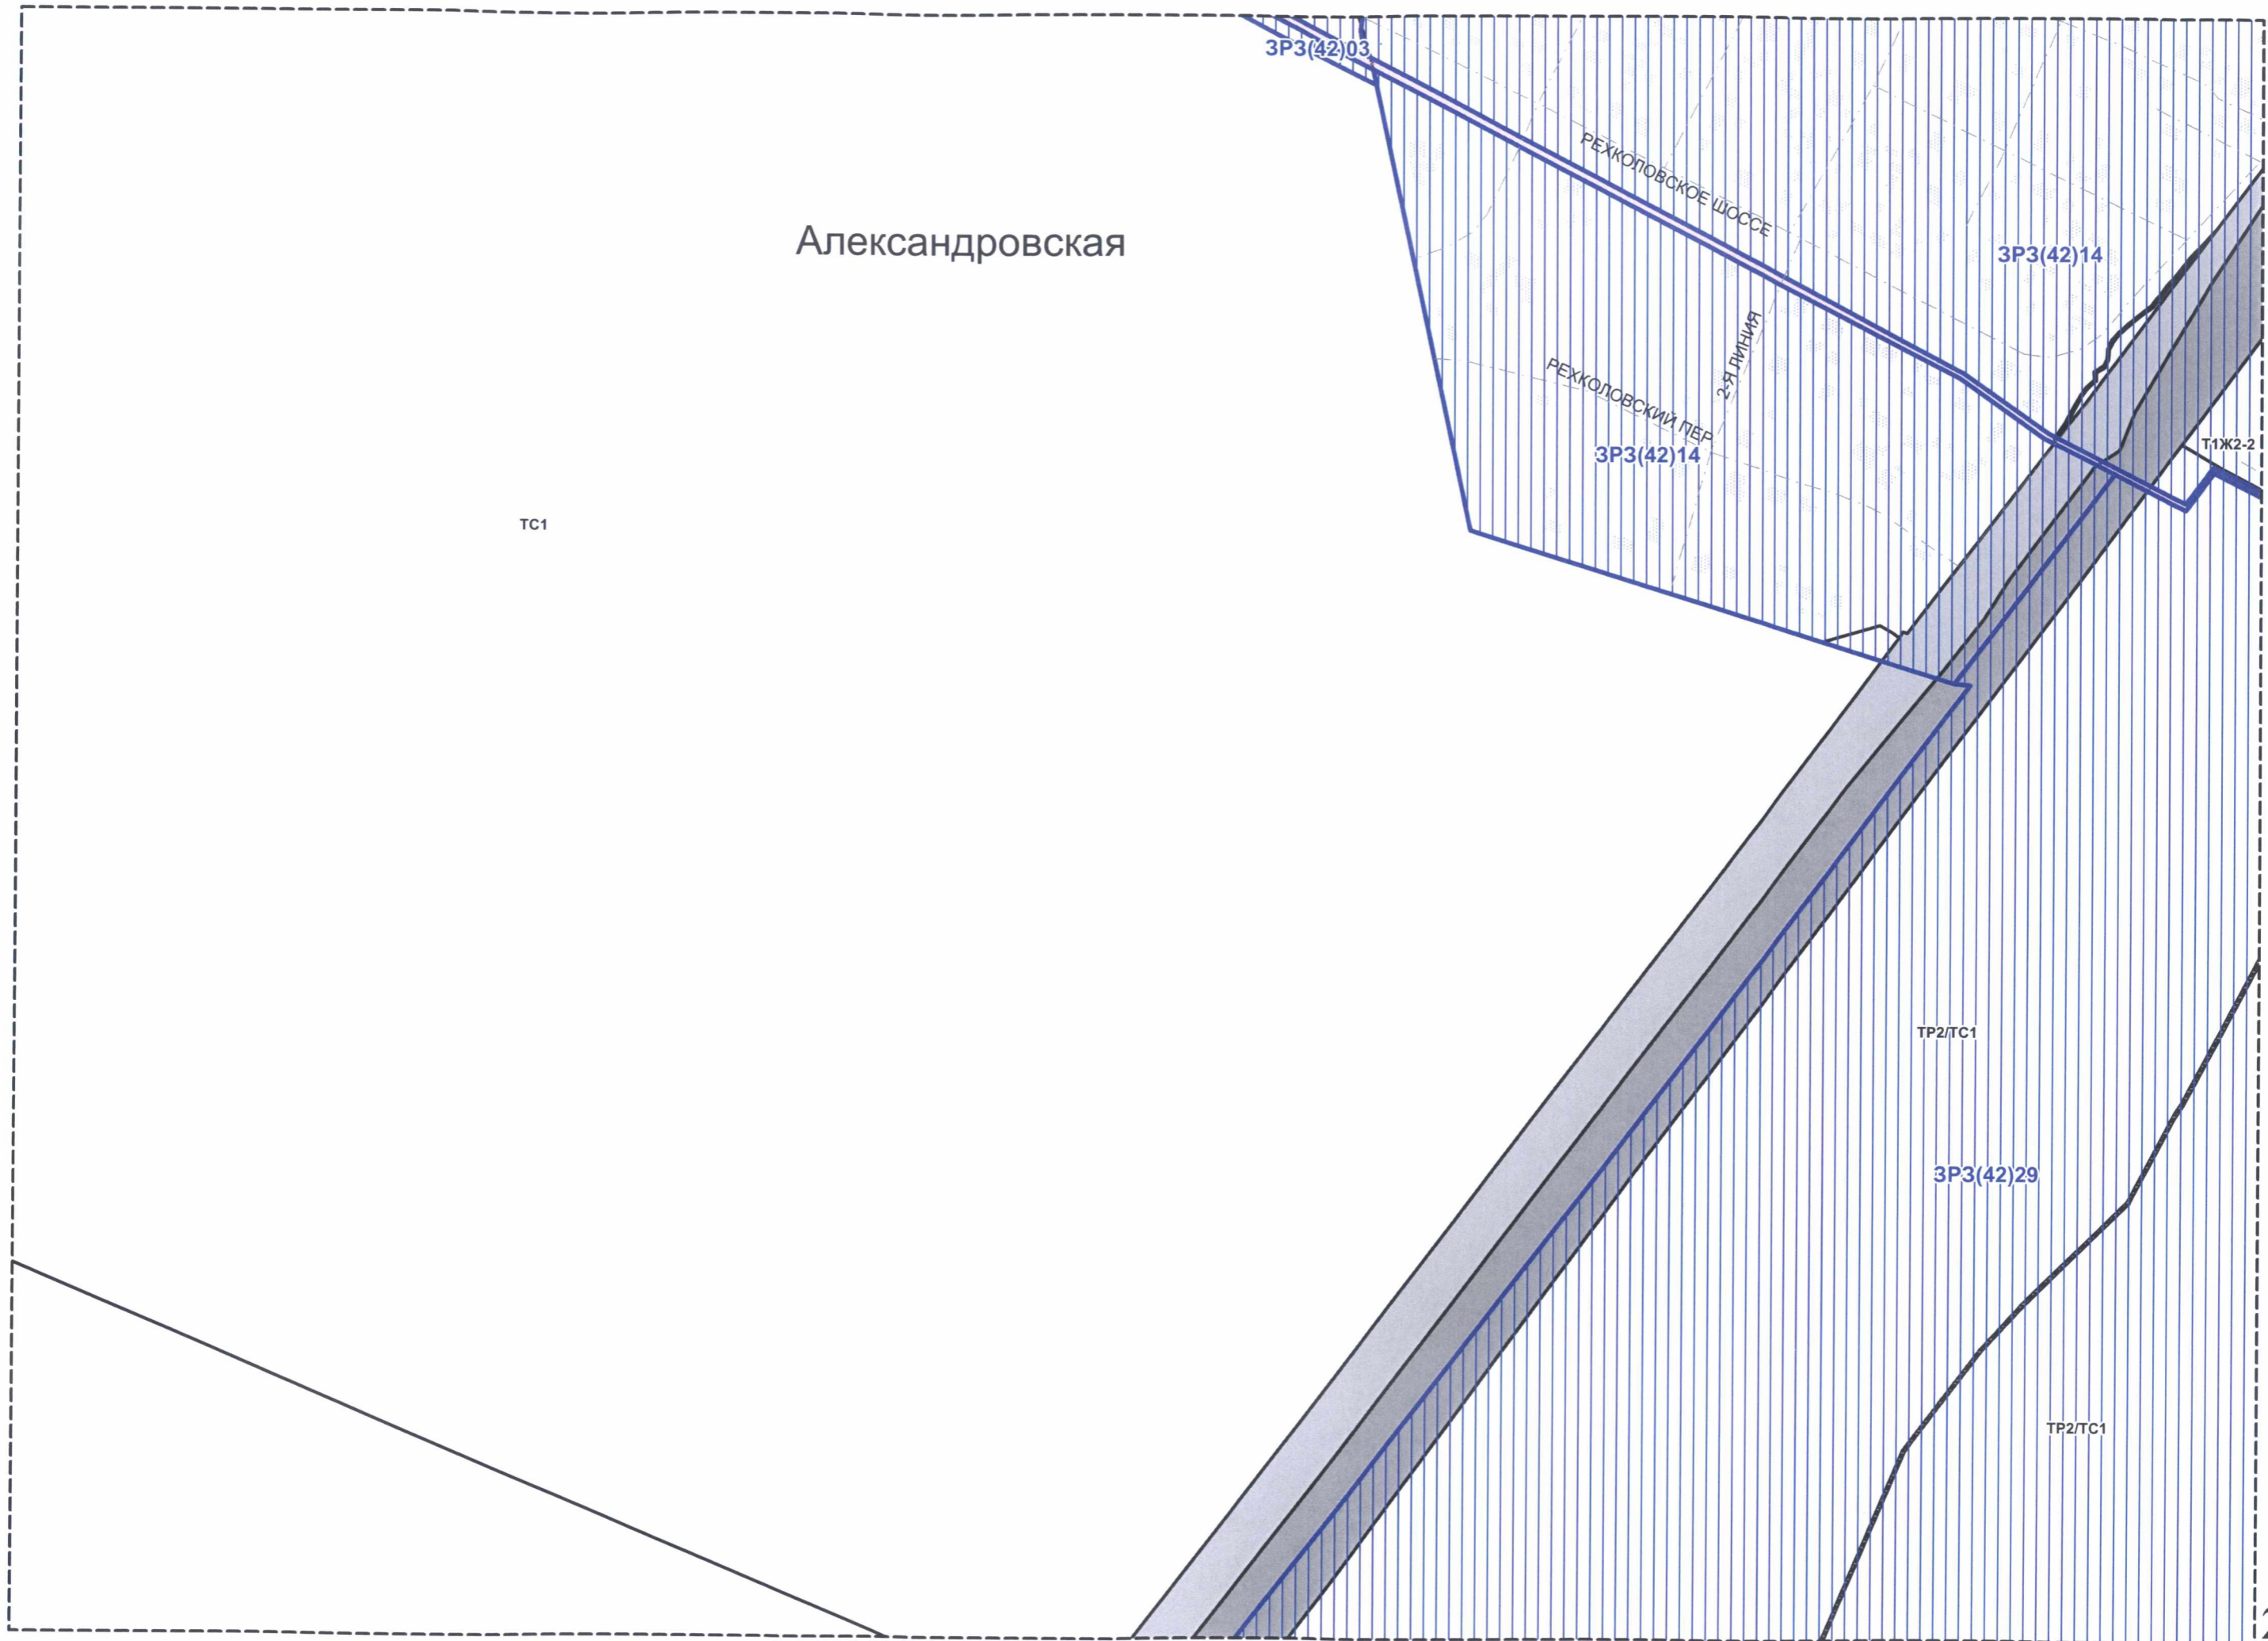 ЗРЗ(42)03
РЕХКОЛОВСКОЕ ШОССЕ
Александровская
ЗРЗ(42)14
2-Я ЛИНИЯ
РЕХКОЛОВСКИЙ ПЕР
Т1Ж2-2
ЗРЗ(42)14
ТС1
ТР2/ТС1
ЗРЗ(42)29
ТР2/ТС1